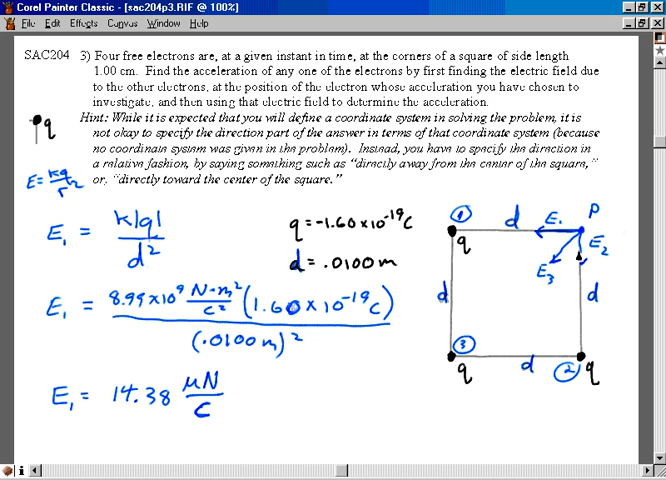 Corel Painter Classic - [sac204p3.RIF @ 100%]
File Edit Effects Canvas Window Help
SAC204 3) Four free electrons are, at a given instant in time, at the corners of a square of side length
1.00 cm. Find the acceleration of any one of the electrons by first finding the electric field due
to the other electrons, at the position of the electron whose acceleration you have chosen to
investigate, and then using that electric field to determine the acceleration.
Hint: While it is expected that you will define a coordinate system in solving the problem, it is
not okay to specify the direction part of the answer in terms of that coordinate system (because
no coordinate system was given in the problem). Instead, you have to specify the direction in
a relative fashion, by saying something such as “directly away from the center of the square,”
or, “directly toward the center of the square.”
q
E = kq/r²
E₁ = k|q|/d²
q = -1.60 x 10⁻¹⁹ C
d = .0100 m
E₁ = 8.99 x 10⁹ N·m²/C² (1.60 x 10⁻¹⁹ C)
(.0100 m)²
E₁ = 14.38 μN/C
1 d E₁ P
q E₂
E₃
d d
3 d 2 q
q